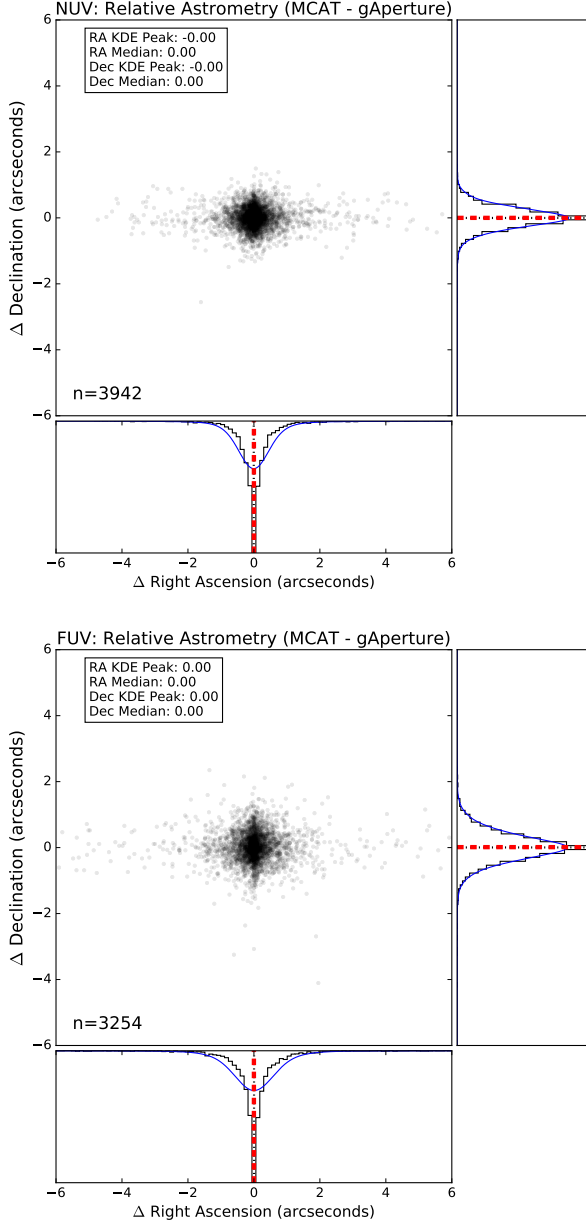 NUV: Relative Astrometry (MCAT - gAperture)
RA KDE Peak: -0.00
RA Median: 0.00
Dec KDE Peak: -0.00
Dec Median: 0.00
6
4
2
0
−2
−4
−6
Δ Declination (arcseconds)
n=3942
−6 −4 −2 0 2 4 6
Δ Right Ascension (arcseconds)
FUV: Relative Astrometry (MCAT - gAperture)
RA KDE Peak: 0.00
RA Median: 0.00
Dec KDE Peak: 0.00
Dec Median: 0.00
6
4
2
0
−2
−4
−6
Δ Declination (arcseconds)
n=3254
−6 −4 −2 0 2 4 6
Δ Right Ascension (arcseconds)